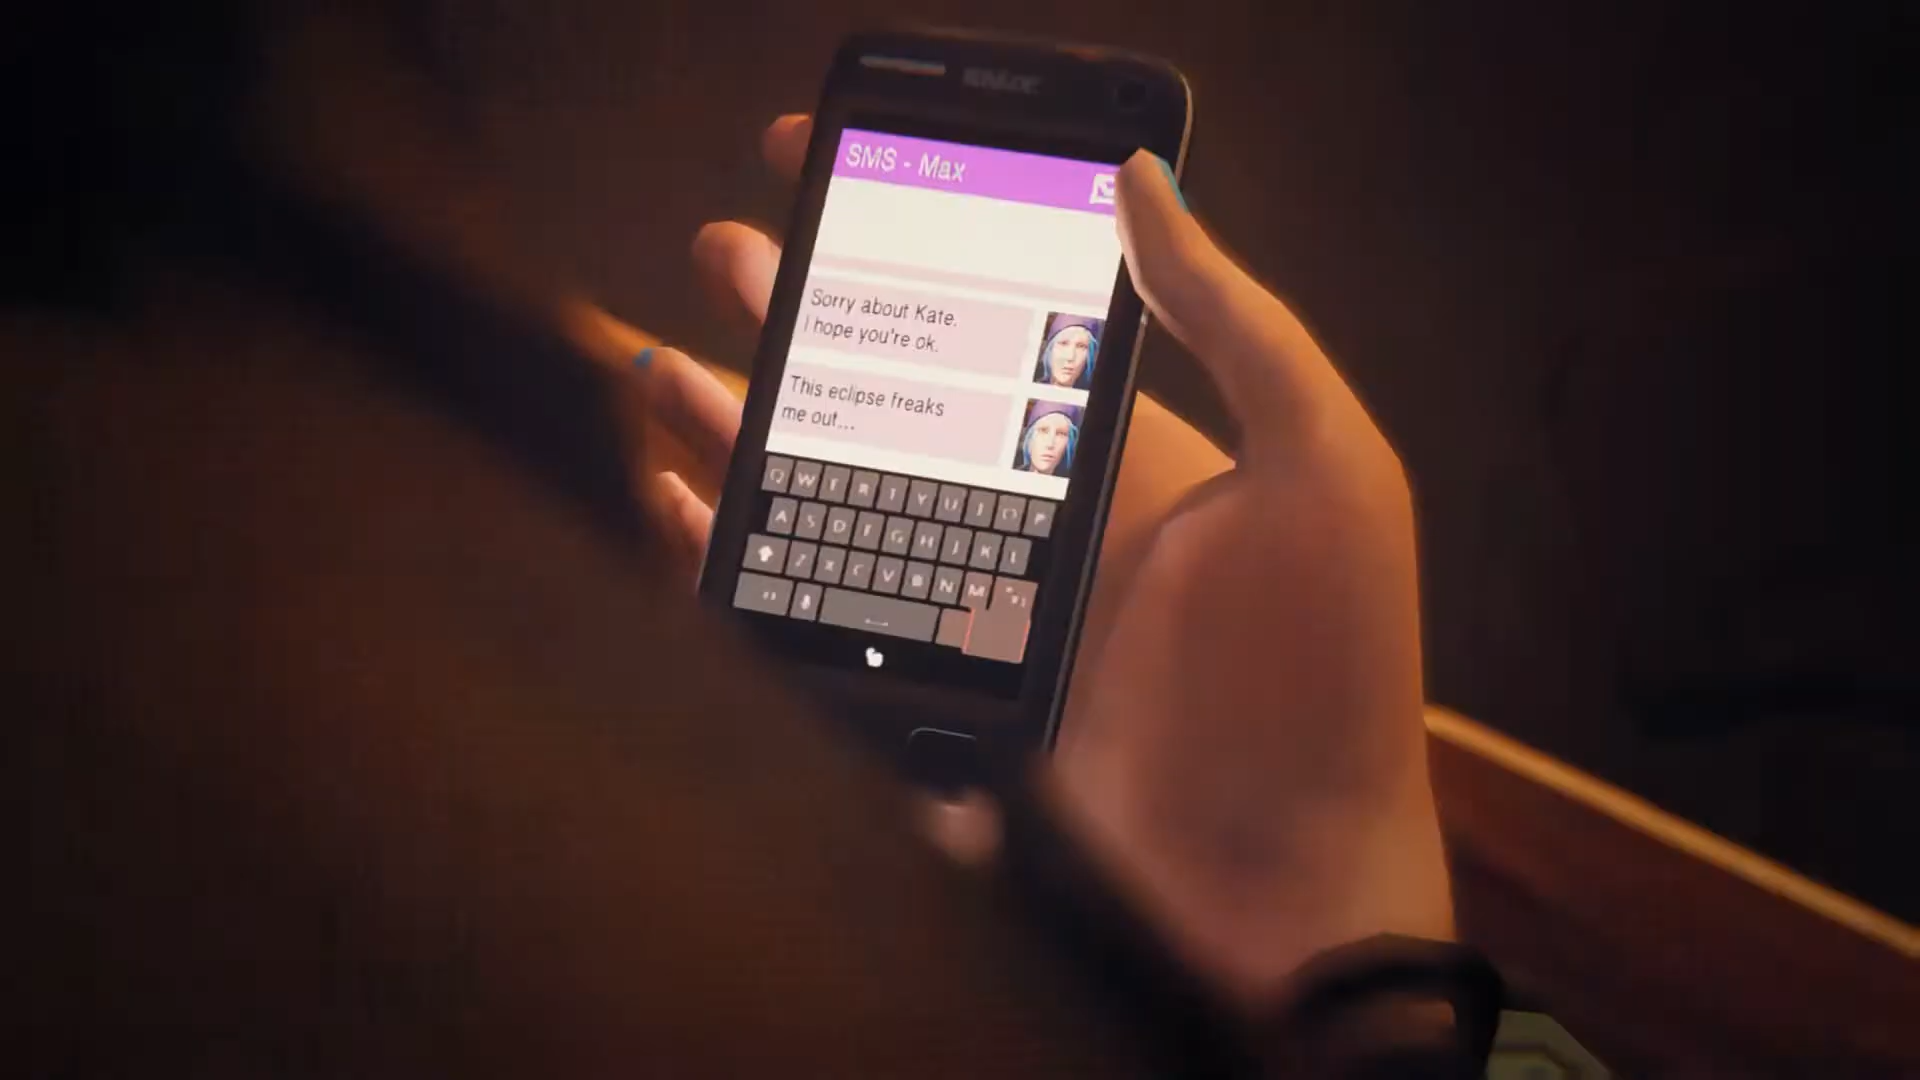 SMS - Max
Sorry about Kate.
I hope you're ok.
This eclipse freaks
me out...
Q W E R T Y U I O P
A S D F G H J K L
Z X C V B N M